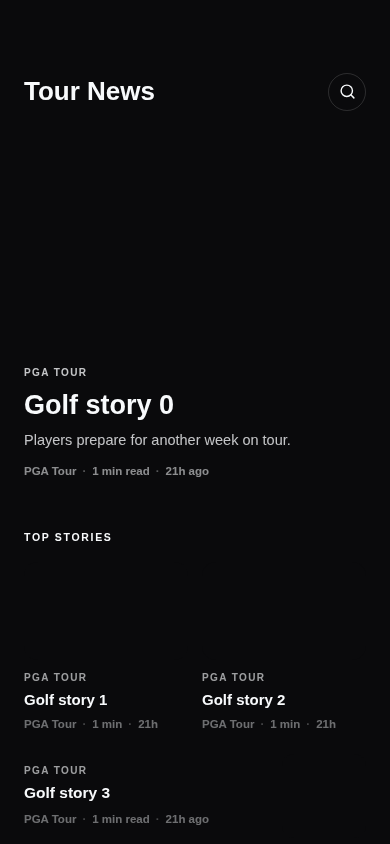 Tour News
PGA TOUR
Golf story 0
Players prepare for another week on tour.
PGA Tour · 1 min read · 21h ago
TOP STORIES
PGA TOUR
Golf story 1
PGA Tour · 1 min · 21h
PGA TOUR
Golf story 2
PGA Tour · 1 min · 21h
PGA TOUR
Golf story 3
PGA Tour · 1 min read · 21h ago